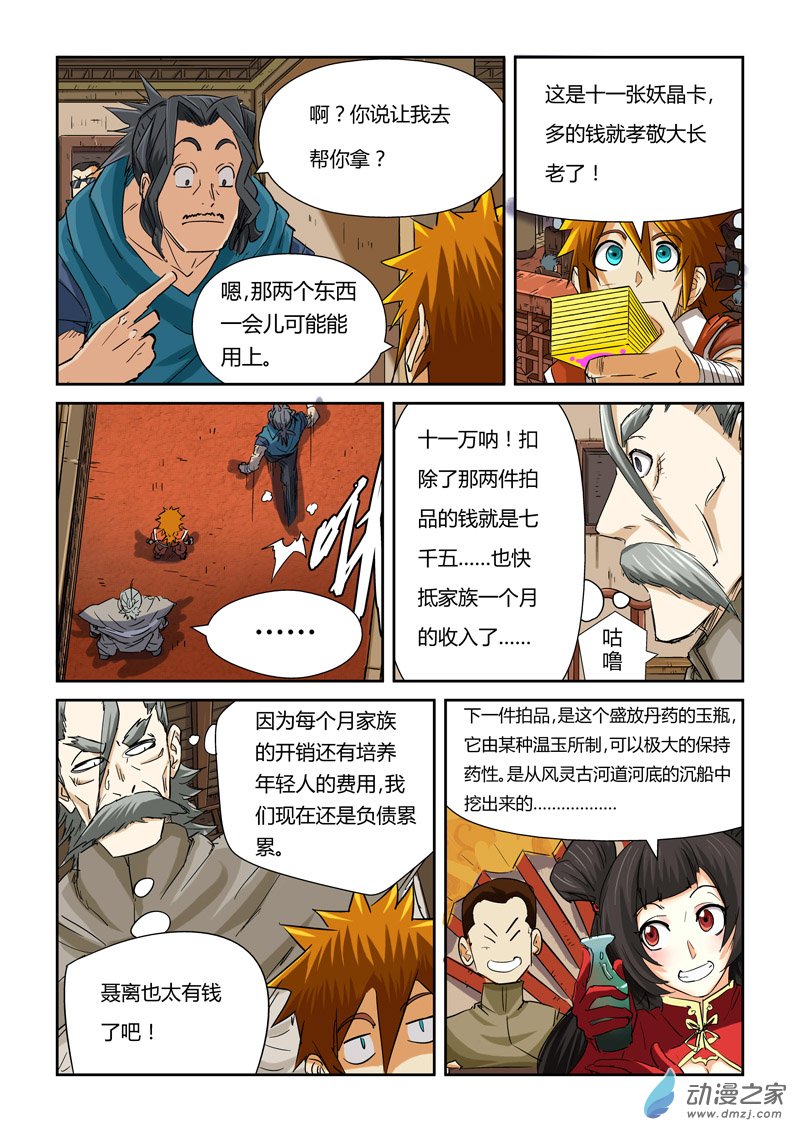 啊？你说让我去
帮你拿？
嗯，那两个东西
一会儿可能能
用上。
这是十一张妖晶卡，
多的钱就孝敬大长
老了！
……
十一万呐！扣
除了那两件拍
品的钱就是七
千五……也快
抵家族一个月
的收入了……
咕
噜
因为每个月家族
的开销还有培养
年轻人的费用，我
们现在还是负债累
累。
聂离也太有钱
了吧！
下一件拍品，是这个盛放丹药的玉瓶，
它由某种温玉所制，可以极大的保持
药性。是从风灵古河道河底的沉船中
挖出来的………………
动漫之家
www.dmzj.com